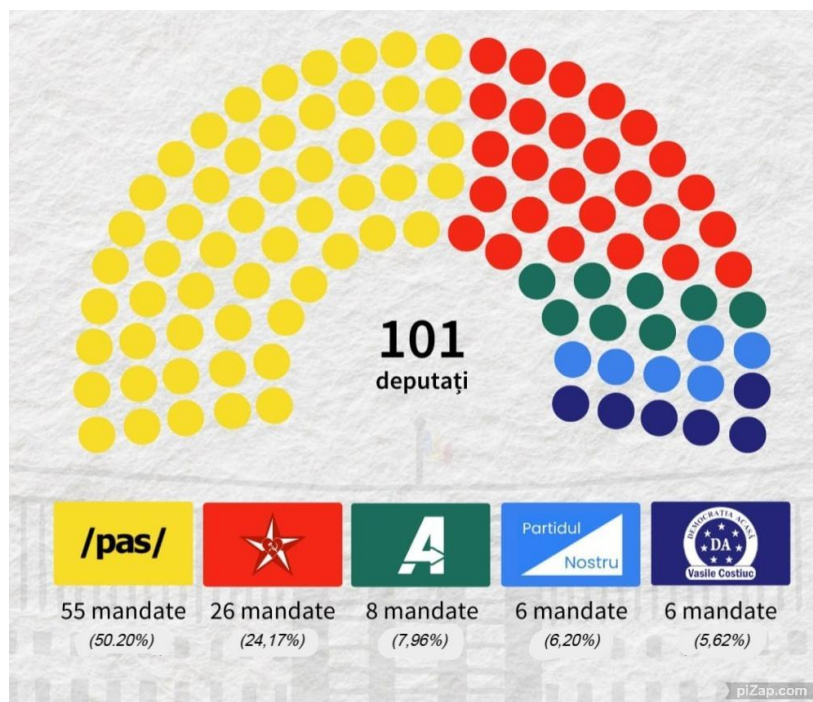 101
deputați
/pas/
A
Partidul
Nostru
DEMOCRAȚIA ACASĂ
DA
Vasile Costiuc
55 mandate
26 mandate
8 mandate
6 mandate
6 mandate
(50.20%)
(24,17%)
(7,96%)
(6,20%)
(5,62%)
piZap.com